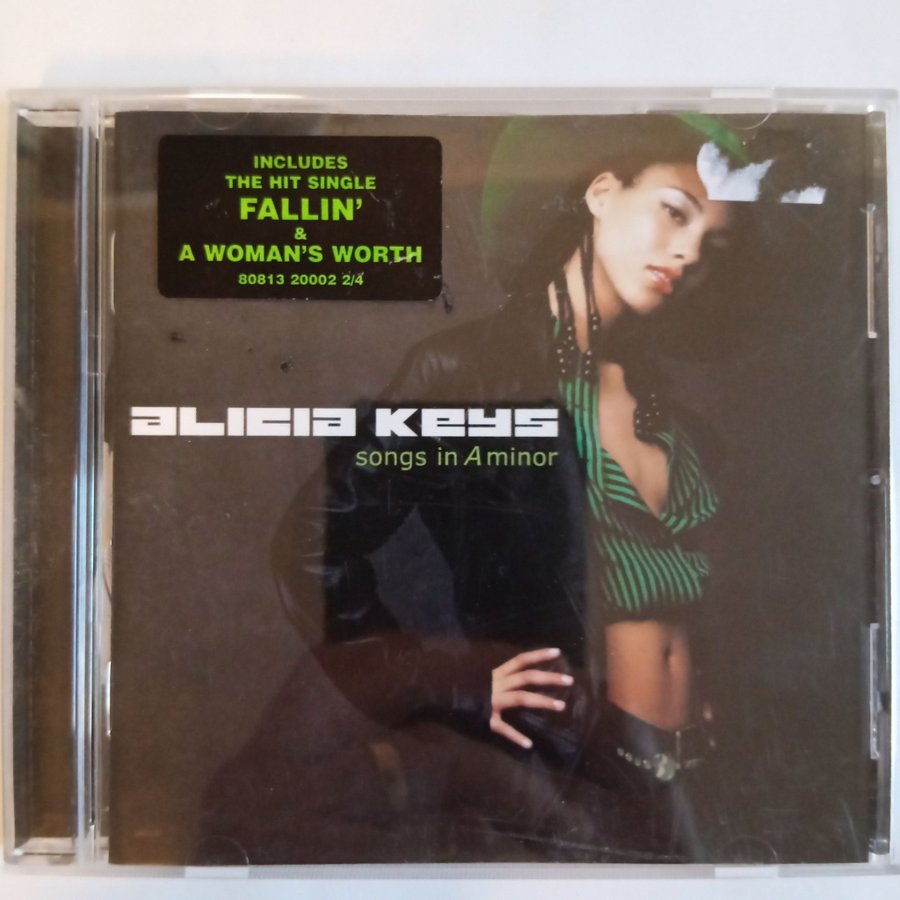 INCLUDES
THE HIT SINGLE
FALLIN'
&
A WOMAN'S WORTH
80813 20002 2/4
aLICIa Keys
songs in A minor